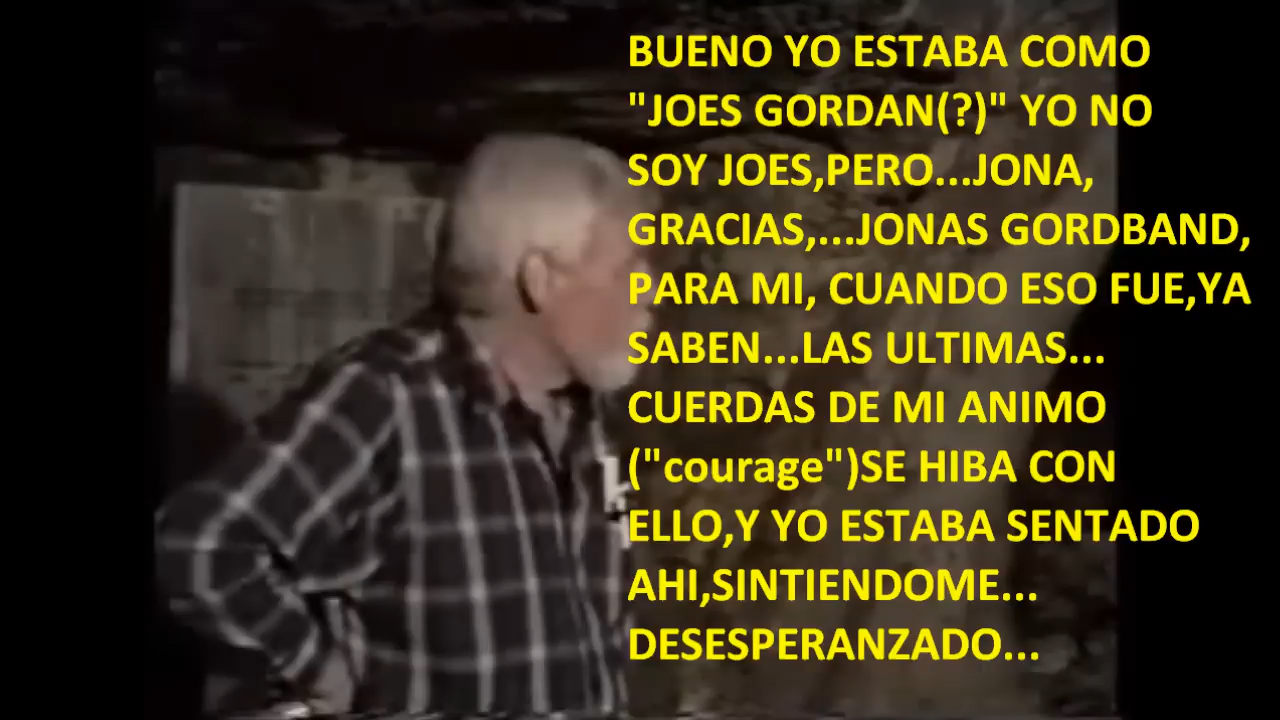 BUENO YO ESTABA COMO
"JOES GORDAN(?)" YO NO
SOY JOES,PERO...JONA,
GRACIAS,...JONAS GORDBAND,
PARA MI, CUANDO ESO FUE,YA
SABEN...LAS ULTIMAS...
CUERDAS DE MI ANIMO
("courage")SE HIBA CON
ELLO,Y YO ESTABA SENTADO
AHI,SINTIENDOME...
DESESPERANZADO...